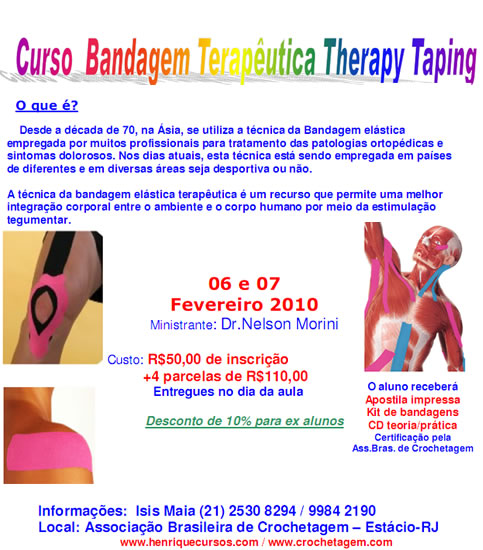 Curso Bandagem Terapêutica Therapy Taping
O que é?
Desde a década de 70, na Ásia, se utiliza a técnica da Bandagem elástica
empregada por muitos profissionais para tratamento das patologias ortopédicas e
sintomas dolorosos. Nos dias atuais, esta técnica está sendo empregada em países
de diferentes e em diversas áreas seja desportiva ou não.
A técnica da bandagem elástica terapêutica é um recurso que permite uma melhor
integração corporal entre o ambiente e o corpo humano por meio da estimulação
tegumentar.
06 e 07
Fevereiro 2010
Ministrante: Dr.Nelson Morini
Custo: R$50,00 de inscrição
+4 parcelas de R$110,00
Entregues no dia da aula
Desconto de 10% para ex alunos
O aluno receberá
Apostila impressa
Kit de bandagens
CD teoria/prática
Certificação pela
Ass.Bras. de Crochetagem
Informações: Isis Maia (21) 2530 8294 / 9984 2190
Local: Associação Brasileira de Crochetagem – Estácio-RJ
www.henriquecursos.com / www.crochetagem.com